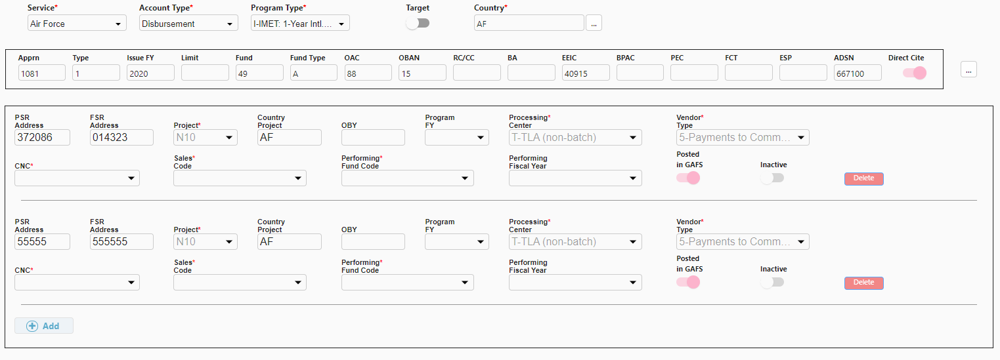 Service* Account Type* Program Type* Target Country*
Air Force Disbursement I-IMET: 1-Year Intl.... AF ...
Apprn Type Issue FY Limit Fund Fund Type OAC OBAN RC/CC BA EEIC BPAC PEC FCT ESP ADSN Direct Cite
1081 1 2020 49 A 88 15 40915 667100 ...
PSR Address FSR Address Project* Country Project OBY Program FY Processing* Center Vendor* Type
372086 014323 N10 AF T-TLA (non-batch) 5-Payments to Comm...
CNC* Sales* Code Performing* Fund Code Performing Fiscal Year Posted in GAFS Inactive
Delete
PSR Address FSR Address Project* Country Project OBY Program FY Processing* Center Vendor* Type
55555 555555 N10 AF T-TLA (non-batch) 5-Payments to Comm...
CNC* Sales* Code Performing* Fund Code Performing Fiscal Year Posted in GAFS Inactive
Delete
Add